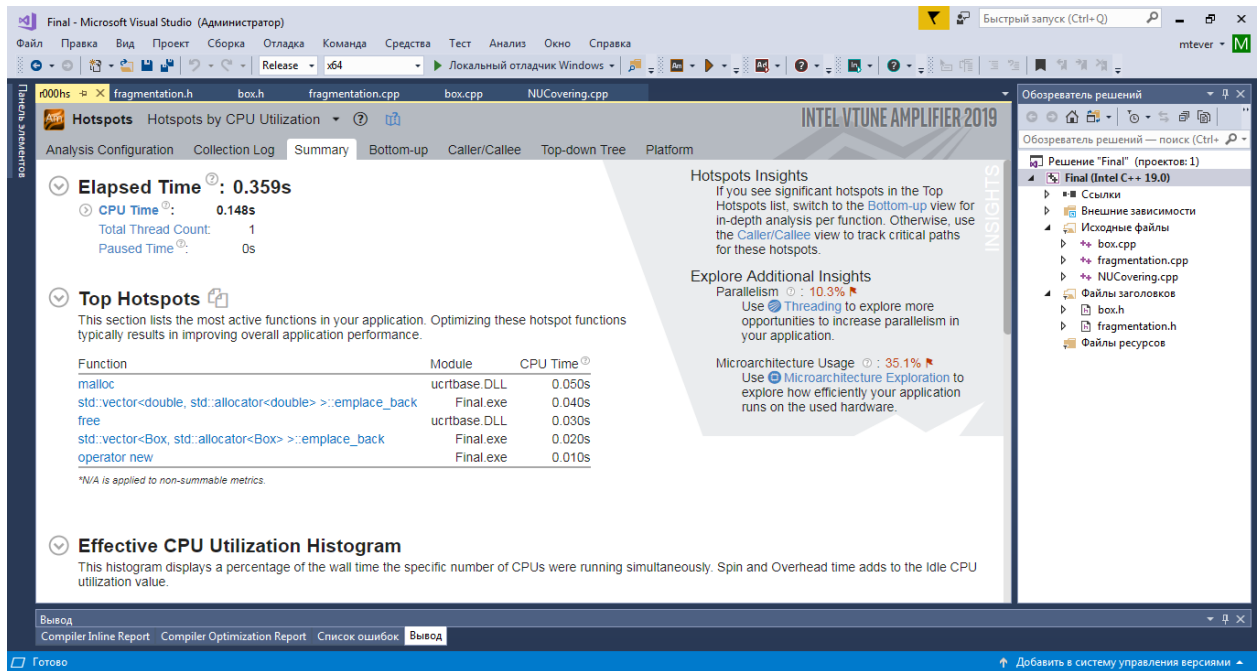 Final - Microsoft Visual Studio (Администратор)
Быстрый запуск (Ctrl+Q)
Файл Правка Вид Проект Сборка Отладка Команда Средства Тест Анализ Окно Справка
mtever M
Release x64 Локальный отладчик Windows
Панель элементов
r000hs fragmentation.h box.h fragmentation.cpp box.cpp NUCovering.cpp
Hotspots Hotspots by CPU Utilization
INTEL VTUNE AMPLIFIER 2019
Analysis Configuration Collection Log Summary Bottom-up Caller/Callee Top-down Tree Platform
Elapsed Time: 0.359s
CPU Time: 0.148s
Total Thread Count: 1
Paused Time: 0s
Top Hotspots
This section lists the most active functions in your application. Optimizing these hotspot functions
typically results in improving overall application performance.
Function Module CPU Time
malloc ucrtbase.DLL 0.050s
std::vector<double, std::allocator<double> >::emplace_back Final.exe 0.040s
free ucrtbase.DLL 0.030s
std::vector<Box, std::allocator<Box> >::emplace_back Final.exe 0.020s
operator new Final.exe 0.010s
*N/A is applied to non-summable metrics.
Effective CPU Utilization Histogram
This histogram displays a percentage of the wall time the specific number of CPUs were running simultaneously. Spin and Overhead time adds to the Idle CPU
utilization value.
Hotspots Insights
If you see significant hotspots in the Top
Hotspots list, switch to the Bottom-up view for
in-depth analysis per function. Otherwise, use
the Caller/Callee view to track critical paths
for these hotspots.
Explore Additional Insights
Parallelism : 10.3%
Use Threading to explore more
opportunities to increase parallelism in
your application.
Microarchitecture Usage : 35.1%
Use Microarchitecture Exploration to
explore how efficiently your application
runs on the used hardware.
INSIGHTS
Обозреватель решений
Обозреватель решений — поиск (Ctrl+
Решение "Final" (проектов: 1)
Final (Intel C++ 19.0)
Ссылки
Внешние зависимости
Исходные файлы
box.cpp
fragmentation.cpp
NUCovering.cpp
Файлы заголовков
box.h
fragmentation.h
Файлы ресурсов
Вывод
Compiler Inline Report Compiler Optimization Report Список ошибок Вывод
Готово
Добавить в систему управления версиями